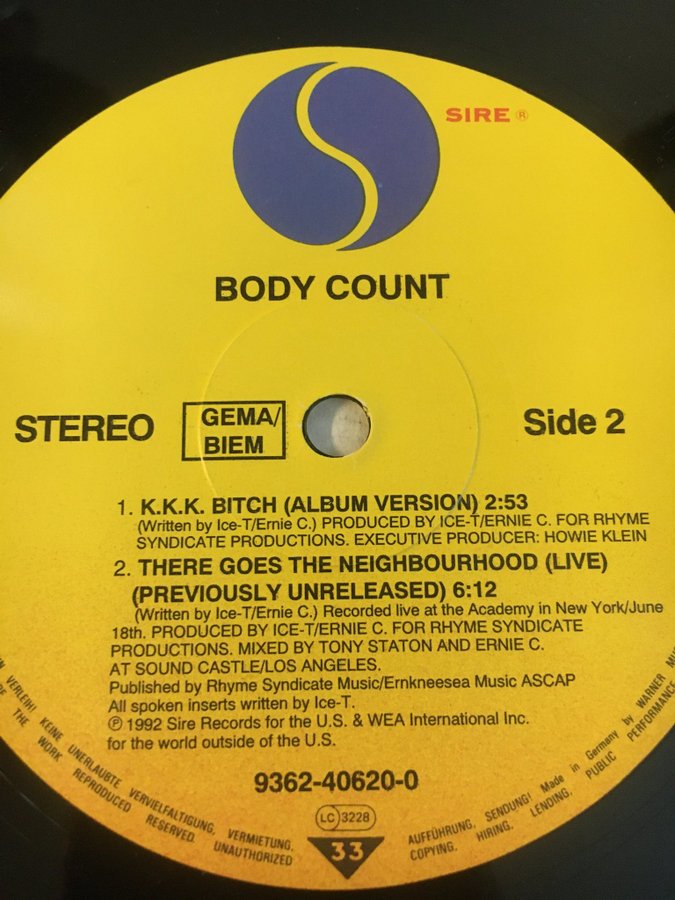 SIRE ®
BODY COUNT
STEREO
GEMA/
BIEM
Side 2
1. K.K.K. BITCH (ALBUM VERSION) 2:53
(Written by Ice-T/Ernie C.) PRODUCED BY ICE-T/ERNIE C. FOR RHYME
SYNDICATE PRODUCTIONS. EXECUTIVE PRODUCER: HOWIE KLEIN
2. THERE GOES THE NEIGHBOURHOOD (LIVE)
(PREVIOUSLY UNRELEASED) 6:12
(Written by Ice-T/Ernie C.) Recorded live at the Academy in New York/June
18th. PRODUCED BY ICE-T/ERNIE C. FOR RHYME SYNDICATE
PRODUCTIONS. MIXED BY TONY STATON AND ERNIE C.
AT SOUND CASTLE/LOS ANGELES.
Published by Rhyme Syndicate Music/Ernkneesea Music ASCAP
All spoken inserts written by Ice-T.
℗ 1992 Sire Records for the U.S. & WEA International Inc.
for the world outside of the U.S.
9362-40620-0
LC 3228
33
VERLEIH! KEINE UNERLAUBTE VERVIELFÄLTIGUNG, VERMIETUNG,
AUFFÜHRUNG, SENDUNG! Made in Germany by WARNER
THE WORK REPRODUCED RESERVED. UNAUTHORIZED
COPYING. HIRING. LENDING. PUBLIC PERFORMANCE